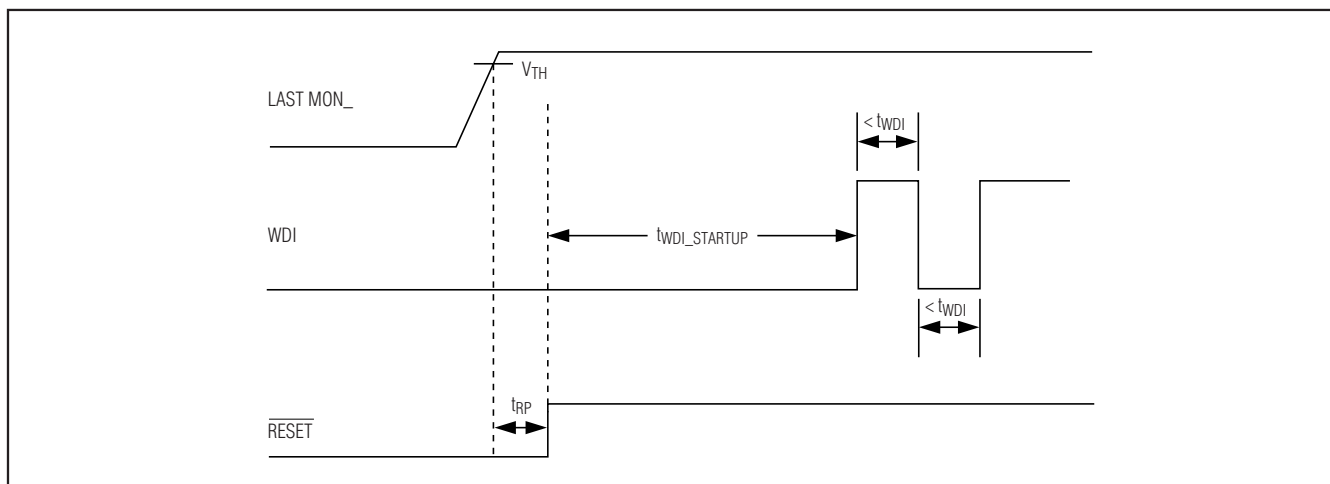 V_TH
LAST MON_
< t_WDI
WDI
t_WDI_STARTUP
< t_WDI
t_RP
RESET